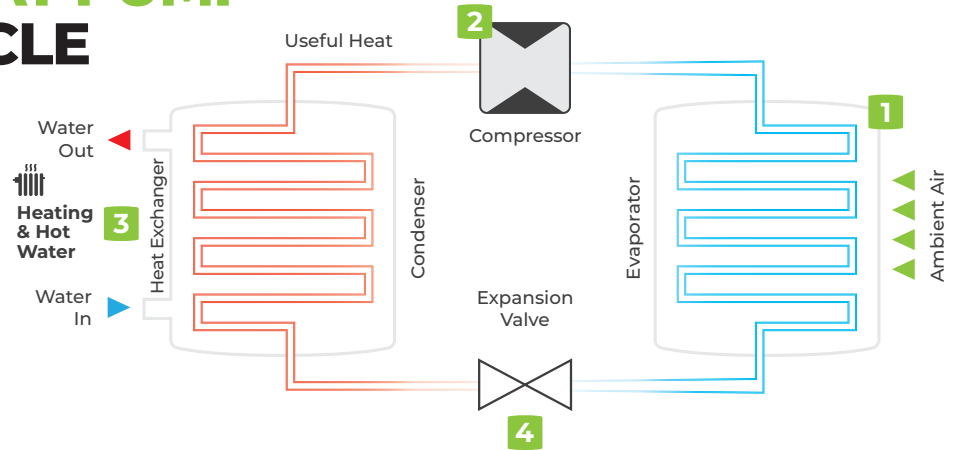 CLE
2
Useful Heat
1
Water
Out
Compressor
Heating
& Hot
Water
3
Heat Exchanger
Condenser
Evaporator
Ambient Air
Water
In
Expansion
Valve
4